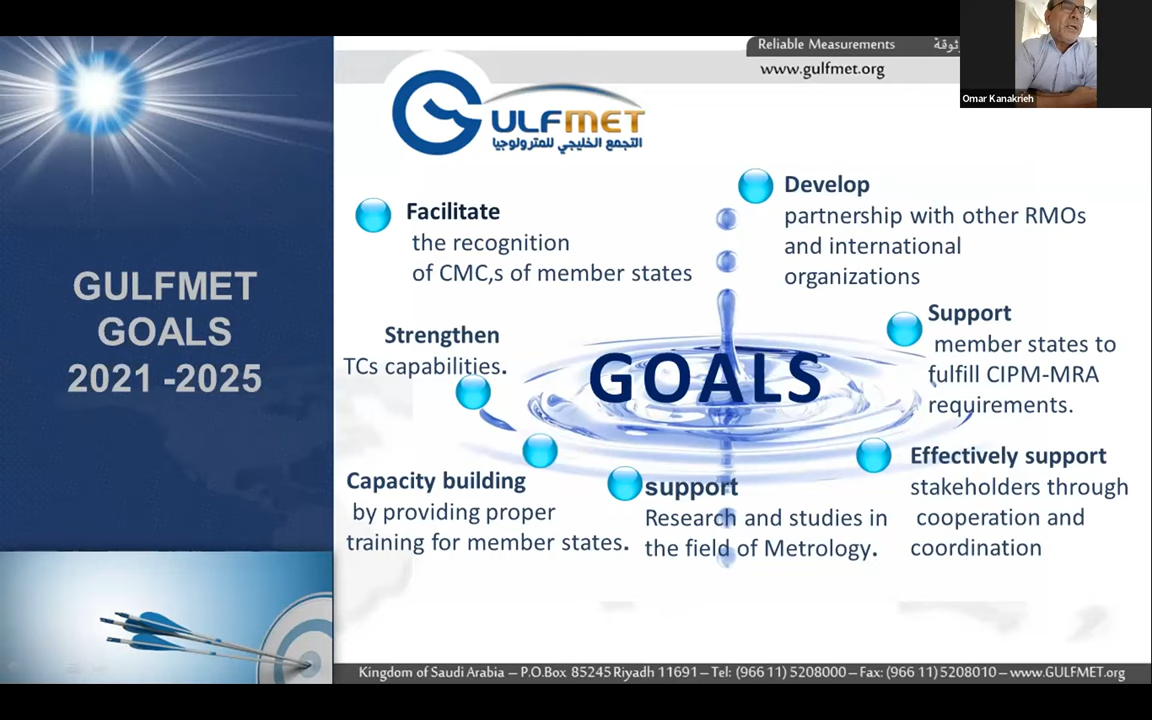 Reliable Measurements
www.gulfmet.org
Omar Kanakrieh
GULFMET
التجمع الخليجي للمترولوجيا
GULFMET
GOALS
2021 -2025
Facilitate
the recognition
of CMC,s of member states
Develop
partnership with other RMOs
and international
organizations
Strengthen
TCs capabilities.
GOALS
Support
member states to
fulfill CIPM-MRA
requirements.
Capacity building
by providing proper
training for member states.
support
Research and studies in
the field of Metrology.
Effectively support
stakeholders through
cooperation and
coordination
Kingdom of Saudi Arabia – P.O.Box 85245 Riyadh 11691 – Tel: (966 11) 5208000 – Fax: (966 11) 5208010 – www.GULFMET.org